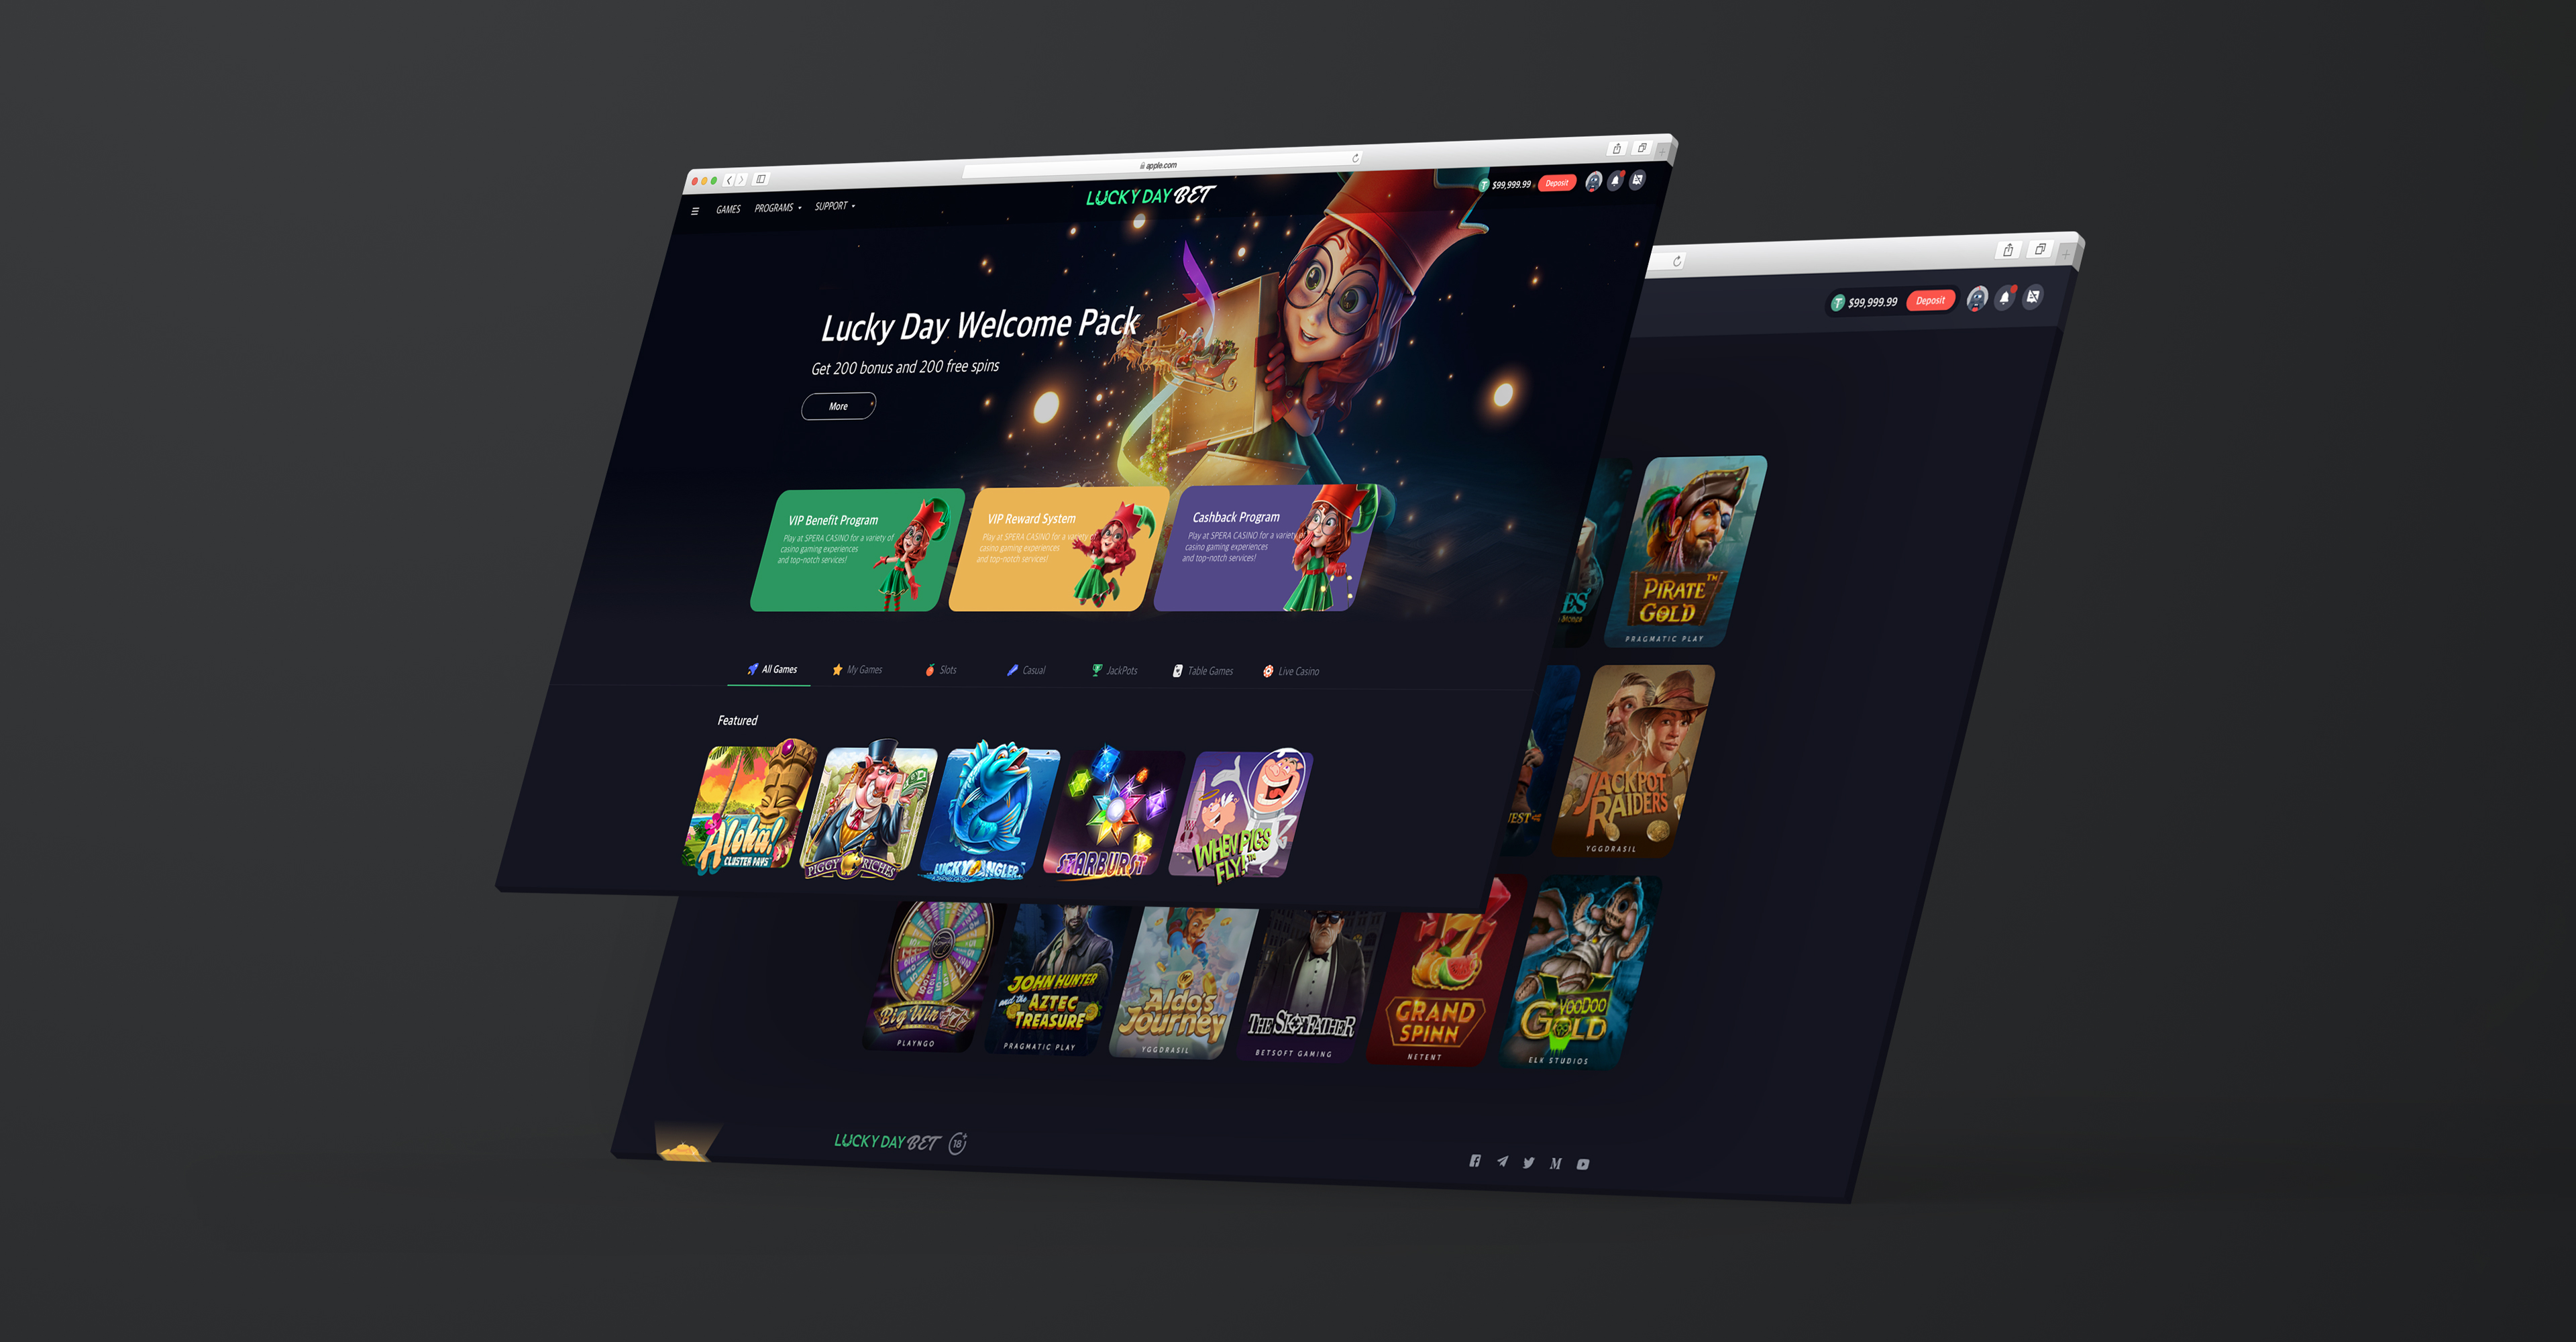 apple.com
GAMES PROGRAMS SUPPORT
LUCKY DAY BET
$99,999.99 Deposit
Lucky Day Welcome Pack
Get 200 bonus and 200 free spins
More
VIP Benefit Program
Play at SPERA CASINO for a variety of
casino gaming experiences
and top-notch services!
VIP Reward System
Play at SPERA CASINO for a variety of
casino gaming experiences
and top-notch services!
Cashback Program
Play at SPERA CASINO for a variety of
casino gaming experiences
and top-notch services!
All Games My Games Slots Casual JackPots Table Games Live Casino
Featured
Aloha!
CLUSTER PAYS
PIGGY RICHES
LUCKY ANGLER
STARBURST
WHEN PIGS
FLY!™
$99,999.99 Deposit
PIRATE™
GOLD
PRAGMATIC PLAY
JACKPOT
RAIDERS
YGGDRASIL
Big Win 777
PLAYNGO
JOHN HUNTER
and the AZTEC
TREASURE
PRAGMATIC PLAY
Aldo's
Journey
YGGDRASIL
THE SLOTFATHER
BETSOFT GAMING
GRAND
SPINN
NETENT
VOODOO
GOLD
ELK STUDIOS
LUCKY DAY BET 18+